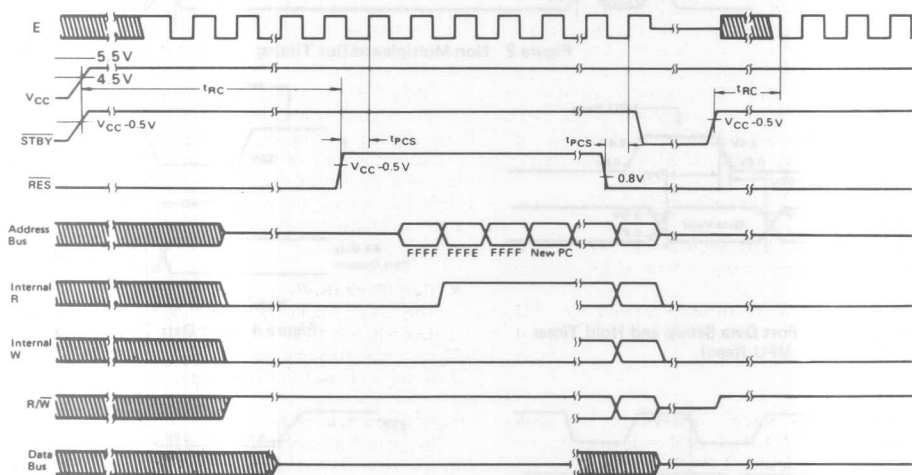 E
5.5V
4.5V
VCC
tRC
tRC
VCC -0.5V
VCC -0.5V
STBY
tPCS
tPCS
VCC -0.5V
0.8V
RES
Address
Bus
FFFF FFFE FFFF New PC
Internal
R
Internal
W
R/W
Data
Bus
Figure 2 Non Multiplexed Bus Timing
Port Data Setup and Hold Times
(MPU Read)